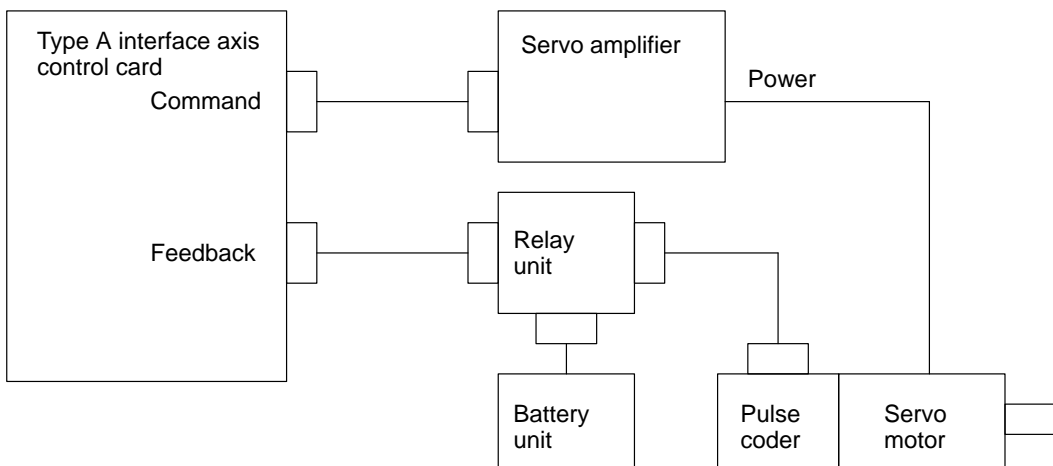 Type A interface axis
control card
Command
Servo amplifier
Power
Feedback
Relay
unit
Battery
unit
Pulse
coder
Servo
motor